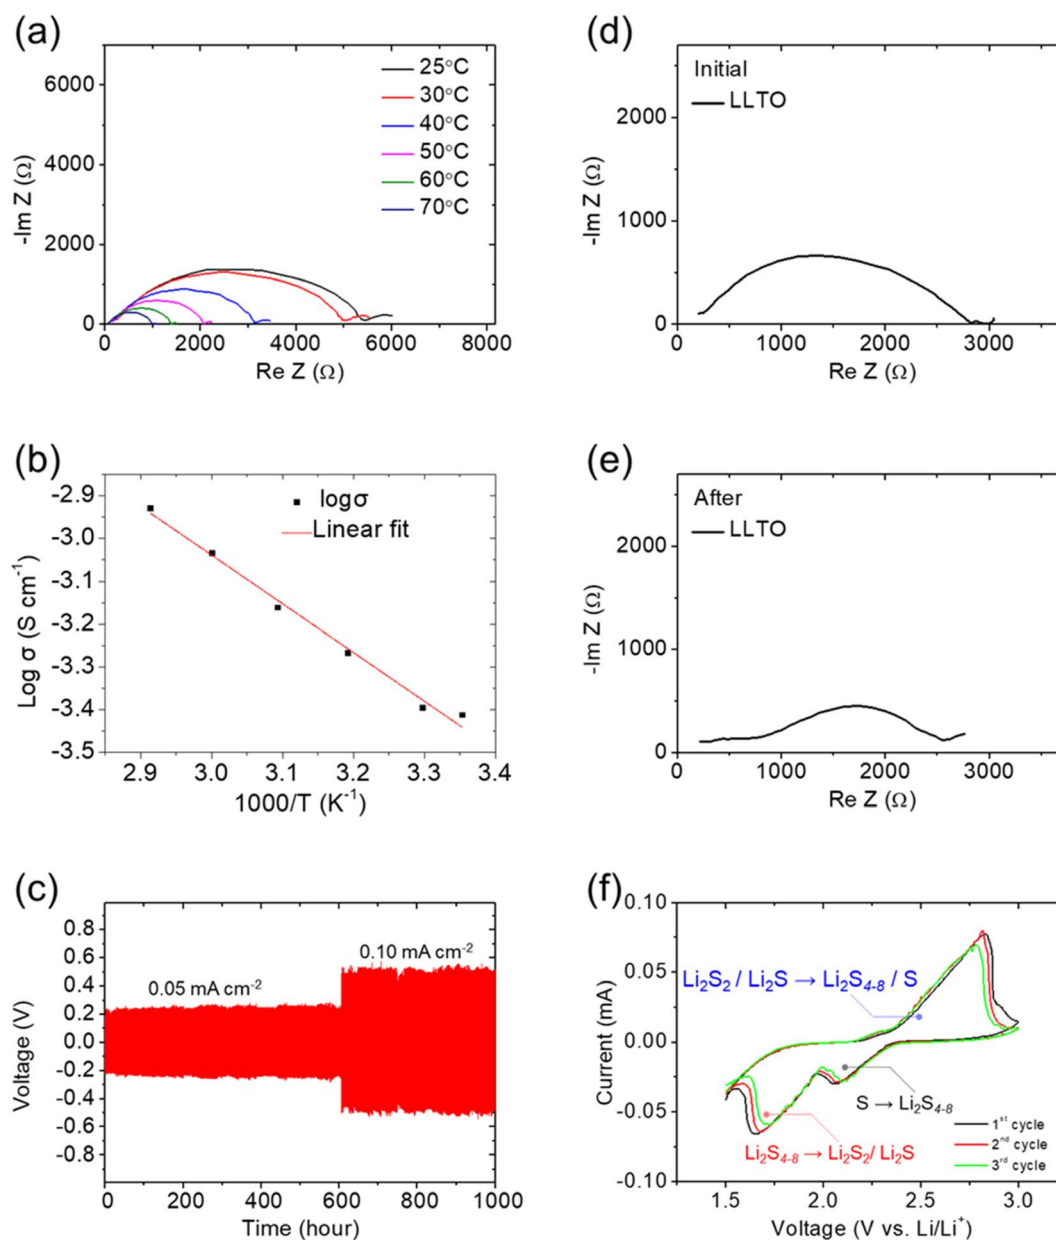 (a)
25°C
30°C
40°C
50°C
60°C
70°C
6000
4000
2000
0
0 2000 4000 6000 8000
-Im Z (Ω)
Re Z (Ω)
(d)
Initial
LLTO
2000
1000
0
0 1000 2000 3000
-Im Z (Ω)
Re Z (Ω)
(b)
logσ
Linear fit
-2.9
-3.0
-3.1
-3.2
-3.3
-3.4
-3.5
2.9 3.0 3.1 3.2 3.3 3.4
Log σ (S cm⁻¹)
1000/T (K⁻¹)
(e)
After
LLTO
2000
1000
0
0 1000 2000 3000
-Im Z (Ω)
Re Z (Ω)
(c)
0.8
0.6
0.4
0.2
0.0
-0.2
-0.4
-0.6
-0.8
0.05 mA cm⁻²
0.10 mA cm⁻²
0 200 400 600 800 1000
Voltage (V)
Time (hour)
(f)
0.10
0.05
0.00
-0.05
-0.10
Li₂S₂ / Li₂S → Li₂S₄₋₈ / S
S → Li₂S₄₋₈
Li₂S₄₋₈ → Li₂S₂/ Li₂S
1ˢᵗ cycle
2ⁿᵈ cycle
3ʳᵈ cycle
1.5 2.0 2.5 3.0
Current (mA)
Voltage (V vs. Li/Li⁺)